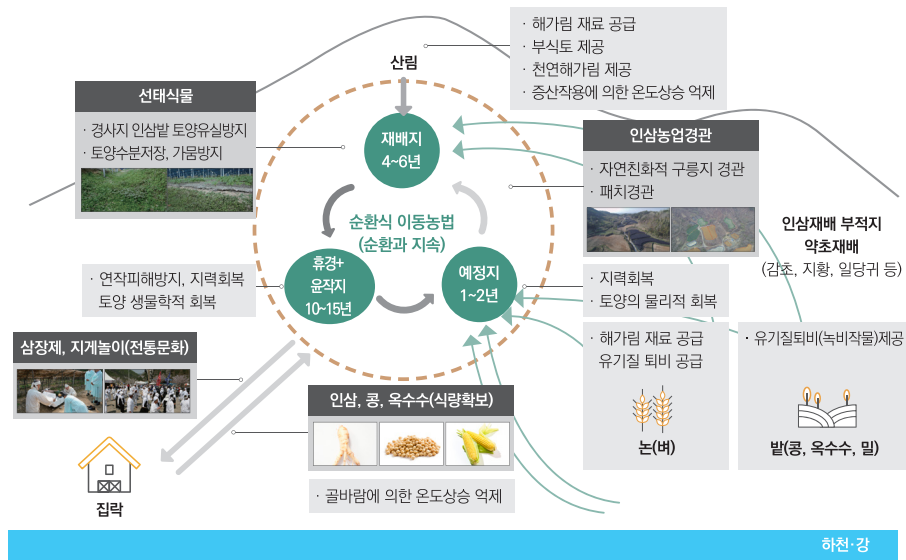 · 해가림 재료 공급
· 부식토 제공
· 천연해가림 제공
· 증산작용에 의한 온도상승 억제
산림
선태식물
· 경사지 인삼밭 토양유실방지
· 토양수분저장, 가뭄방지
재배지
4~6년
인삼농업경관
· 자연친화적 구릉지 경관
· 패치경관
순환식 이동농법
(순환과 지속)
인삼재배 부적지
약초재배
(감초, 지황, 일당귀 등)
휴경+
윤작지
10~15년
예정지
1~2년
· 연작피해방지, 지력회복
토양 생물학적 회복
· 지력회복
· 토양의 물리적 회복
삼장제, 지게놀이(전통문화)
· 해가림 재료 공급
유기질 퇴비 공급
논(벼)
· 유기질퇴비(녹비작물)제공
밭(콩, 옥수수, 밀)
인삼, 콩, 옥수수(식량확보)
· 골바람에 의한 온도상승 억제
집락
하천·강